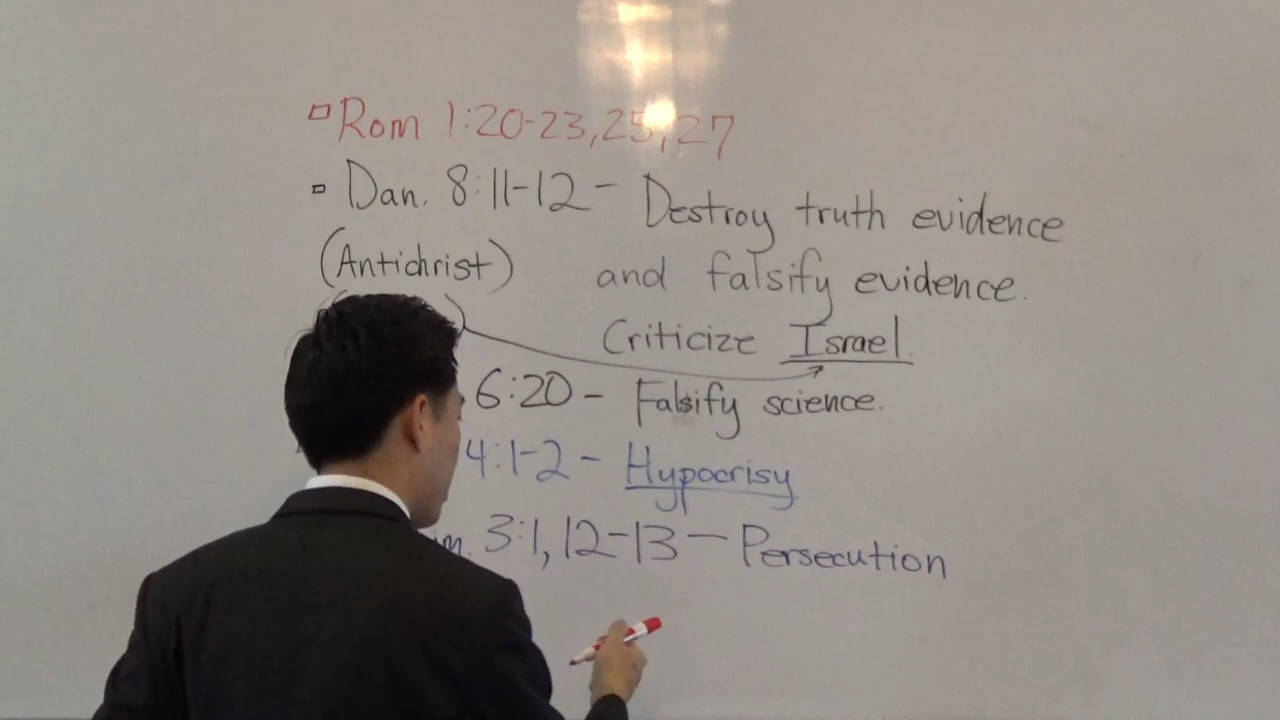 Rom 1:20-23,25,27
Dan. 8:11-12 - Destroy truth evidence
(Antichrist) and falsify evidence.
Criticize Israel.
6:20 - Falsify science.
4:1-2 - Hypocrisy
3:1, 12-13 - Persecution